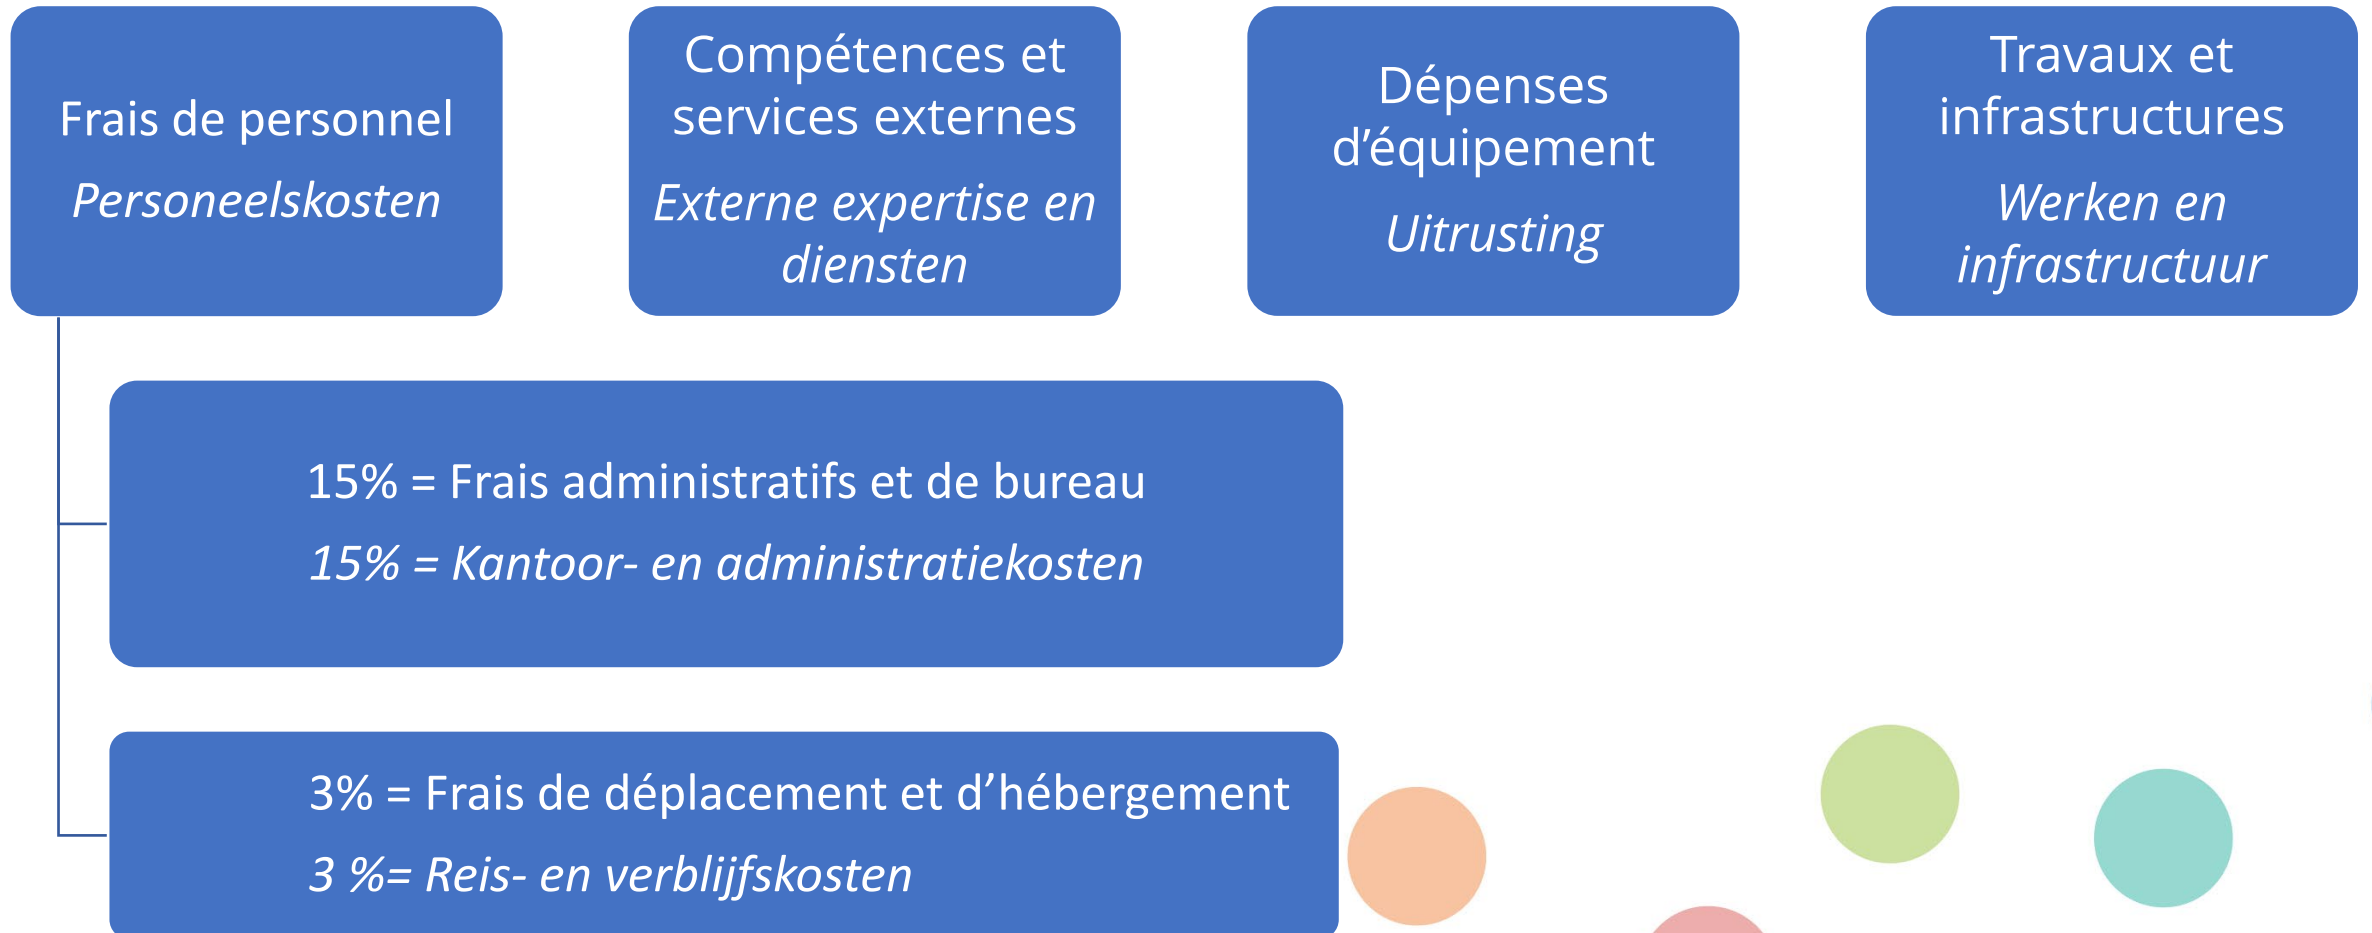 Frais de personnel
Personeelskosten
Compétences et
services externes
Externe expertise en
diensten
Dépenses
d’équipement
Uitrusting
Travaux et
infrastructures
Werken en
infrastructuur
15% = Frais administratifs et de bureau
15% = Kantoor- en administratiekosten
3% = Frais de déplacement et d’hébergement
3 %= Reis- en verblijfskosten